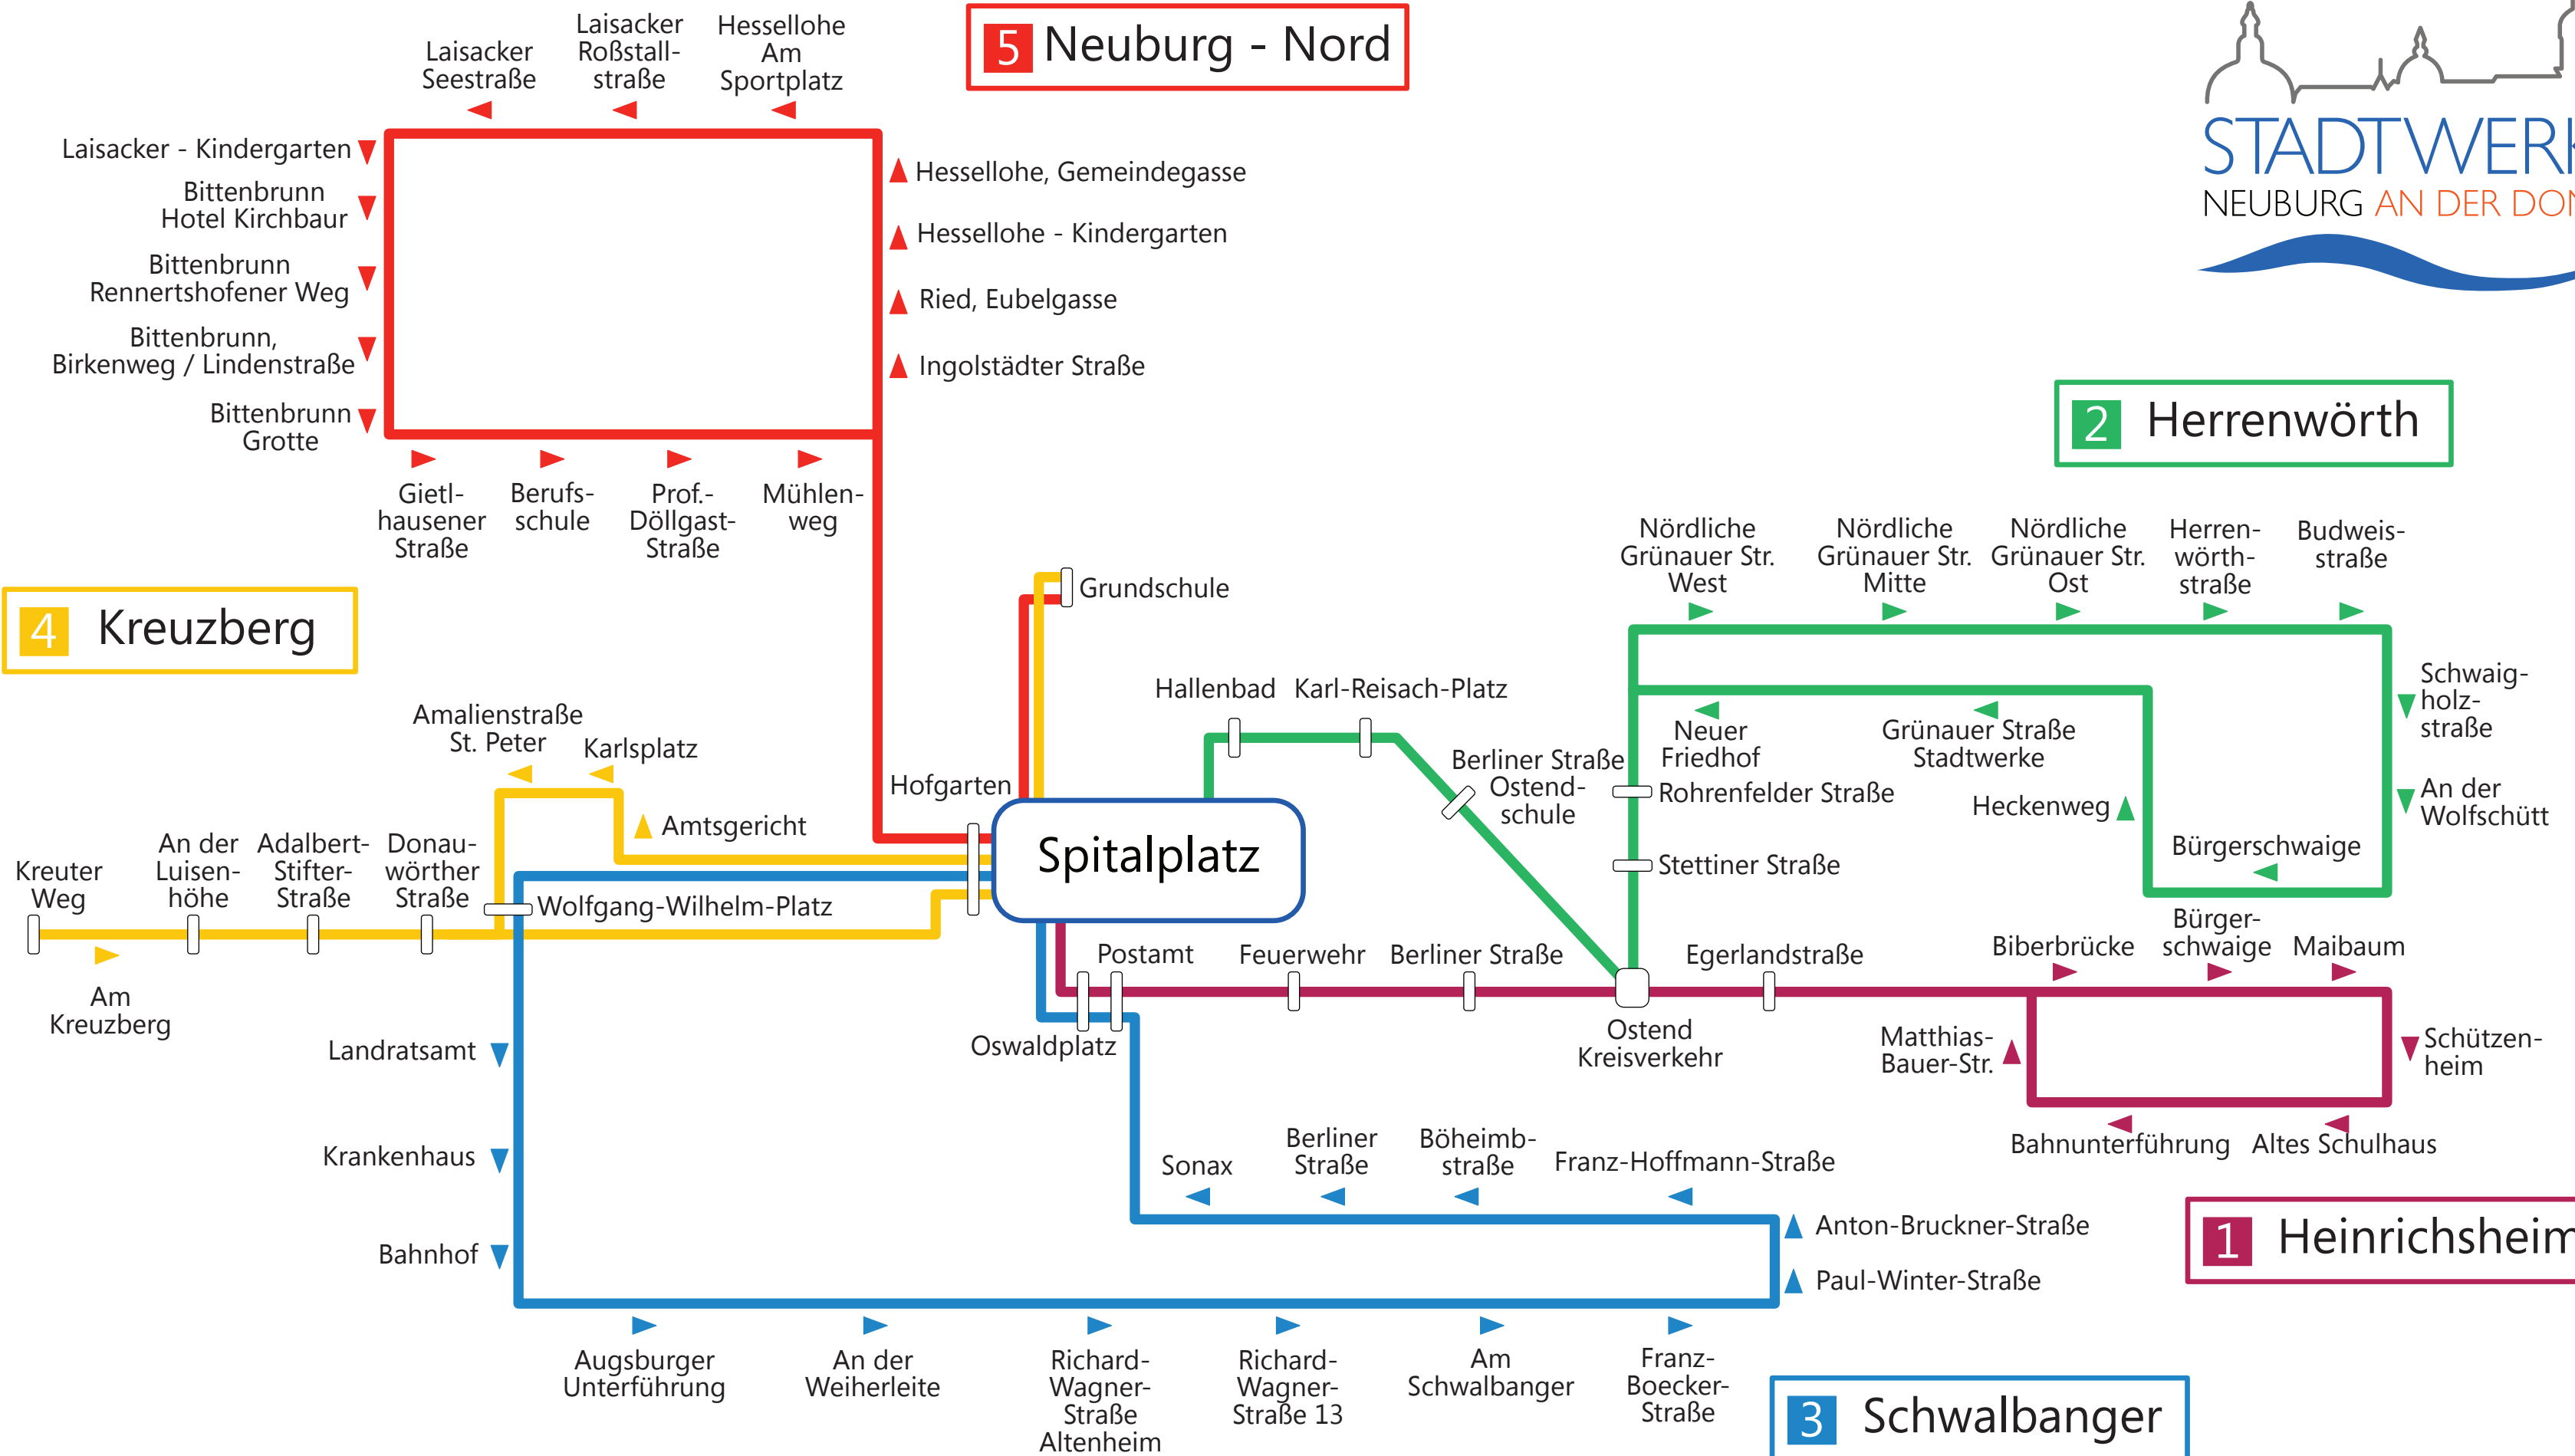 5 Neuburg - Nord
Laisacker
Seestraße
Laisacker
Roßstall-
straße
Hessellohe
Am
Sportplatz
Laisacker - Kindergarten
Bittenbrunn
Hotel Kirchbaur
Bittenbrunn
Rennertshofener Weg
Bittenbrunn,
Birkenweg / Lindenstraße
Bittenbrunn
Grotte
Hessellohe, Gemeindegasse
Hessellohe - Kindergarten
Ried, Eubelgasse
Ingolstädter Straße
Gietl-
hausener
Straße
Berufs-
schule
Prof.-
Döllgast-
Straße
Mühlen-
weg
STADTWERK
NEUBURG AN DER DON
2 Herrenwörth
Nördliche
Grünauer Str.
West
Nördliche
Grünauer Str.
Mitte
Nördliche
Grünauer Str.
Ost
Herren-
wörth-
straße
Budweis-
straße
4 Kreuzberg
Grundschule
Schwaig-
holz-
straße
An der
Wolfschütt
Hallenbad
Karl-Reisach-Platz
Berliner Straße
Ostend-
schule
Neuer
Friedhof
Grünauer Straße
Stadtwerke
Rohrenfelder Straße
Heckenweg
Stettiner Straße
Bürgerschwaige
Amalienstraße
St. Peter
Karlsplatz
Amtsgericht
Hofgarten
Spitalplatz
Kreuter
Weg
An der
Luisen-
höhe
Adalbert-
Stifter-
Straße
Donau-
wörther
Straße
Wolfgang-Wilhelm-Platz
Am
Kreuzberg
Postamt
Feuerwehr
Berliner Straße
Egerlandstraße
Biberbrücke
Bürger-
schwaige
Maibaum
Oswaldplatz
Ostend
Kreisverkehr
Matthias-
Bauer-Str.
Schützen-
heim
Bahnunterführung
Altes Schulhaus
1 Heinrichsheim
Landratsamt
Krankenhaus
Bahnhof
Sonax
Berliner
Straße
Böheimb-
straße
Franz-Hoffmann-Straße
Anton-Bruckner-Straße
Paul-Winter-Straße
Augsburger
Unterführung
An der
Weiherleite
Richard-
Wagner-
Straße
Altenheim
Richard-
Wagner-
Straße 13
Am
Schwalbanger
Franz-
Boecker-
Straße
3 Schwalbanger